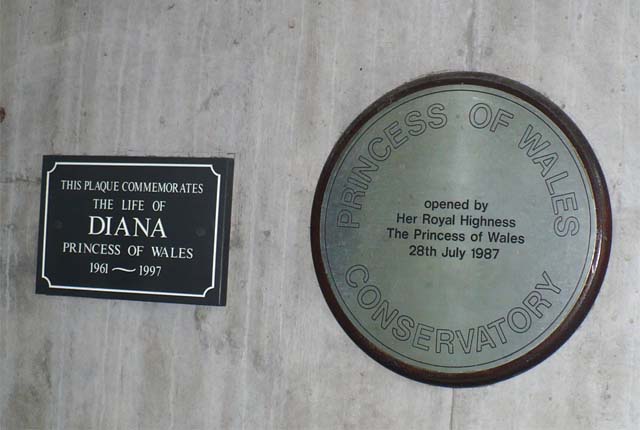 THIS PLAQUE COMMEMORATES
THE LIFE OF
DIANA
PRINCESS OF WALES
1961 ~ 1997
PRINCESS OF WALES
opened by
Her Royal Highness
The Princess of Wales
28th July 1987
CONSERVATORY